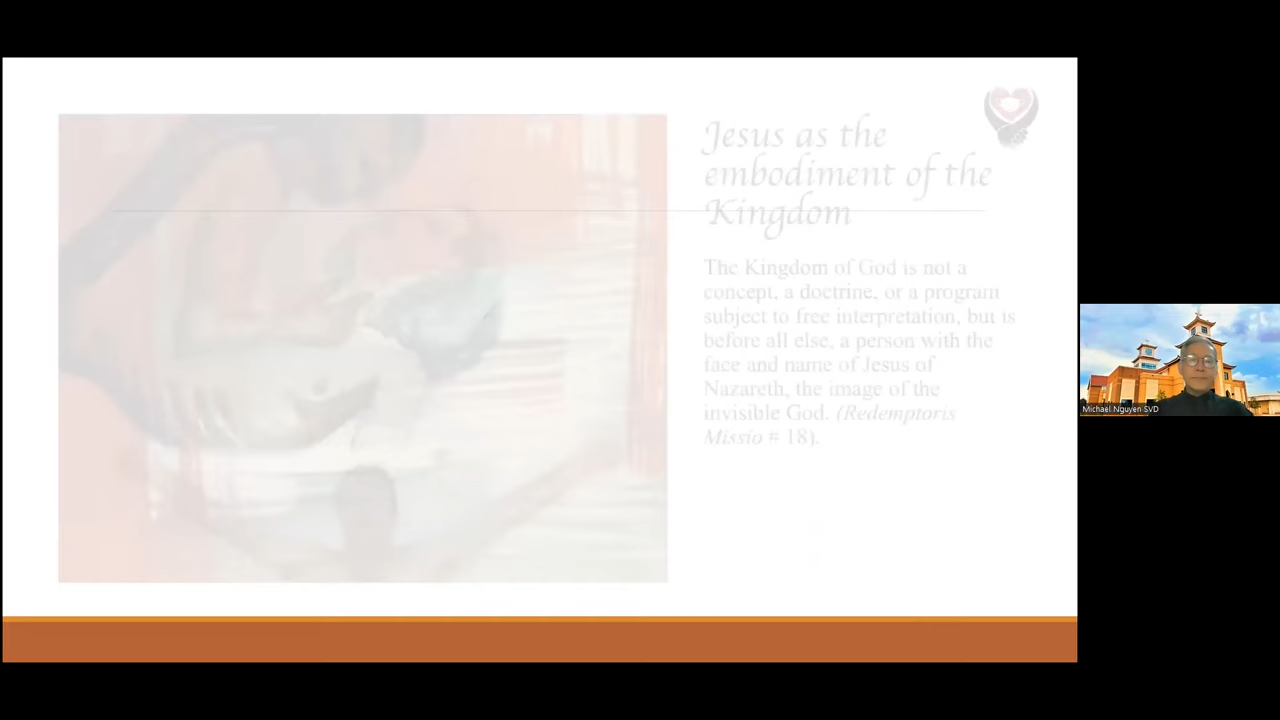 Jesus as the
embodiment of the
Kingdom
The Kingdom of God is not a
concept, a doctrine, or a program
subject to free interpretation, but is
before all else, a person with the
face and name of Jesus of
Nazareth, the image of the
invisible God. (Redemptoris
Missio # 18).
Michael Nguyen SVD